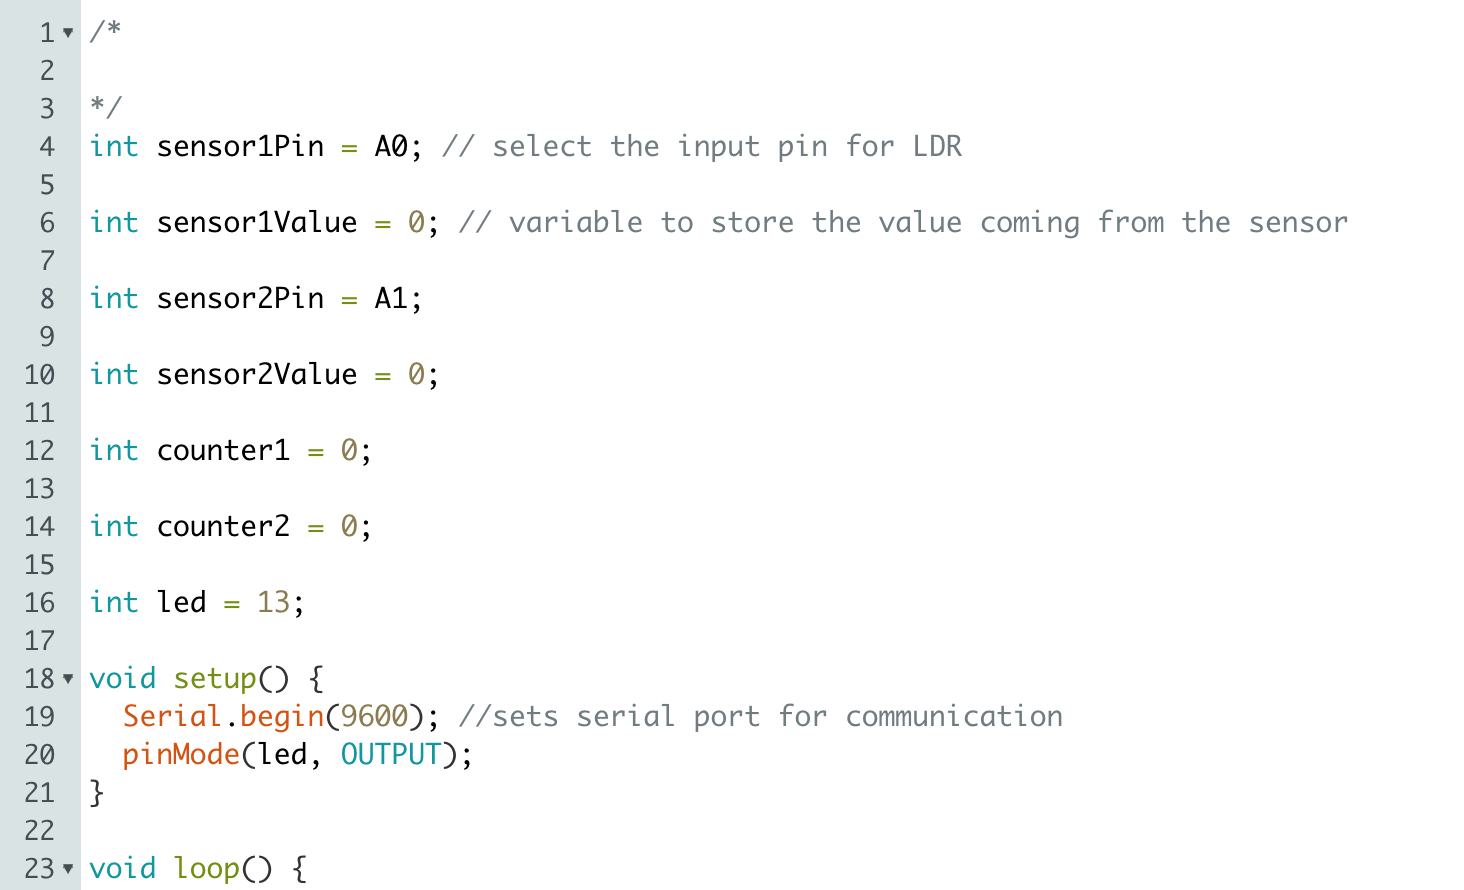 1 /*
2
3 */
4 int sensor1Pin = A0; // select the input pin for LDR
5
6 int sensor1Value = 0; // variable to store the value coming from the sensor
7
8 int sensor2Pin = A1;
9
10 int sensor2Value = 0;
11
12 int counter1 = 0;
13
14 int counter2 = 0;
15
16 int led = 13;
17
18 void setup() {
19   Serial.begin(9600); //sets serial port for communication
20   pinMode(led, OUTPUT);
21 }
22
23 void loop() {